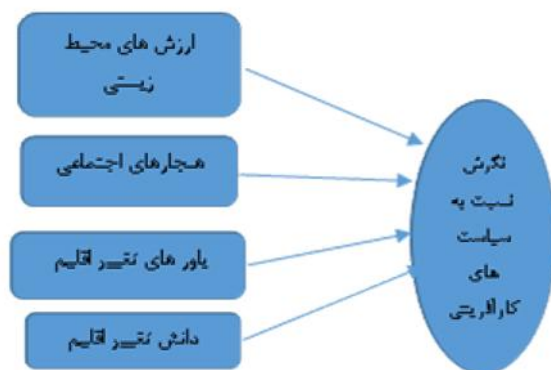 ارزش های محیط
زیستی
هنجارهای اجتماعی
باور های تغییر اقلیم
دانش تغییر اقلیم
نگرش
نسبت به
سیاست
های
کارآفرینی